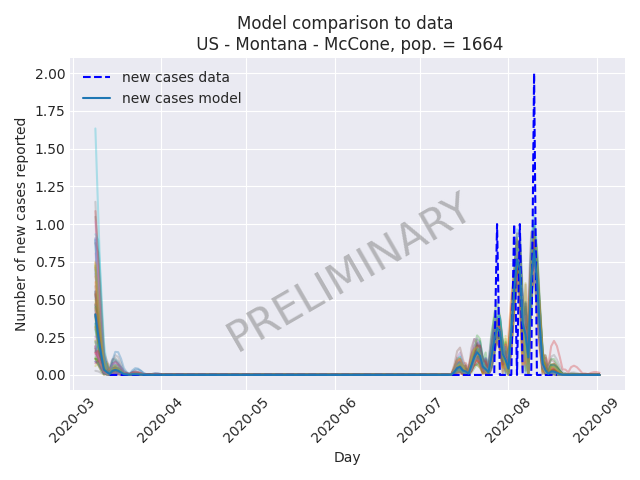 Model comparison to data
US - Montana - McCone, pop. = 1664
new cases data
new cases model
Number of new cases reported
2.00
1.75
1.50
1.25
1.00
0.75
0.50
0.25
0.00
PRELIMINARY
2020-03
2020-04
2020-05
2020-06
2020-07
2020-08
2020-09
Day